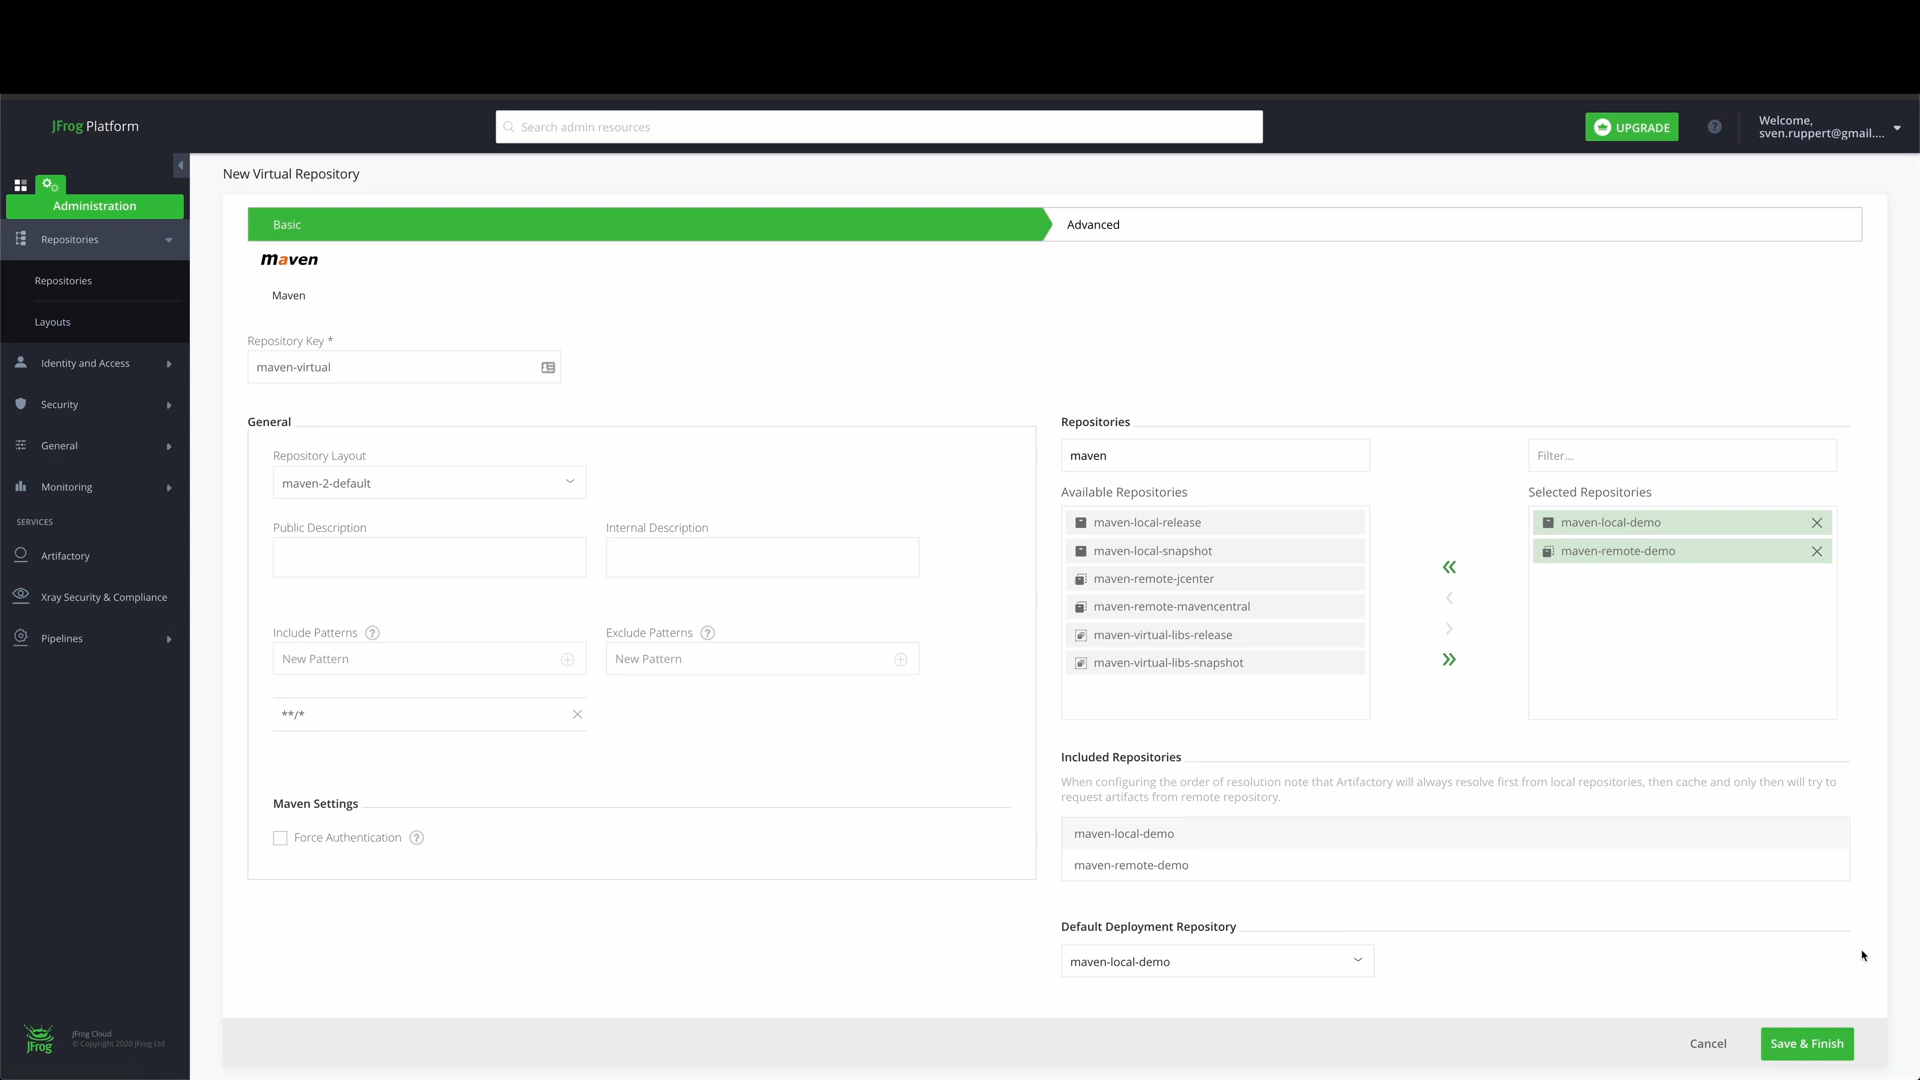 JFrog Platform
Search admin resources
UPGRADE
?
Welcome,
sven.ruppert@gmail....
Administration
Repositories
Repositories
Layouts
Identity and Access
Security
General
Monitoring
SERVICES
Artifactory
Xray Security & Compliance
Pipelines
JFrog
JFrog Cloud
© Copyright 2020 JFrog Ltd
New Virtual Repository
Basic
Advanced
maven
Maven
Repository Key *
maven-virtual
General
Repository Layout
maven-2-default
Public Description
Internal Description
Include Patterns ?
Exclude Patterns ?
New Pattern
New Pattern
**/*
Maven Settings
Force Authentication ?
Repositories
maven
Filter...
Available Repositories
Selected Repositories
maven-local-release
maven-local-snapshot
maven-remote-jcenter
maven-remote-mavencentral
maven-virtual-libs-release
maven-virtual-libs-snapshot
maven-local-demo
maven-remote-demo
Included Repositories
When configuring the order of resolution note that Artifactory will always resolve first from local repositories, then cache and only then will try to
request artifacts from remote repository.
maven-local-demo
maven-remote-demo
Default Deployment Repository
maven-local-demo
Cancel
Save & Finish